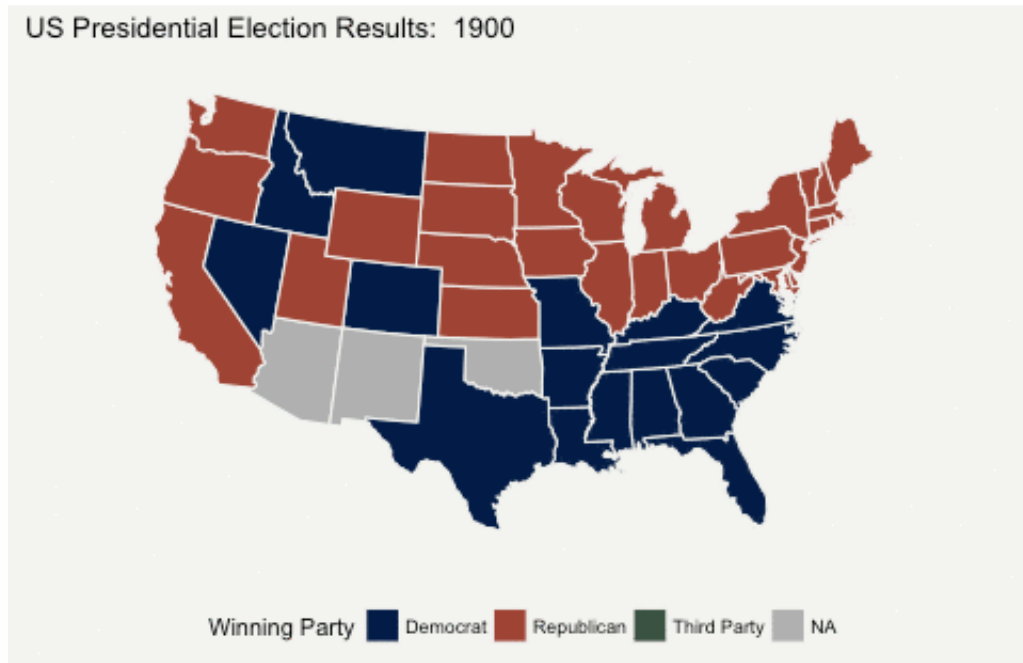 US Presidential Election Results:  1900
Winning Party Democrat Republican Third Party NA